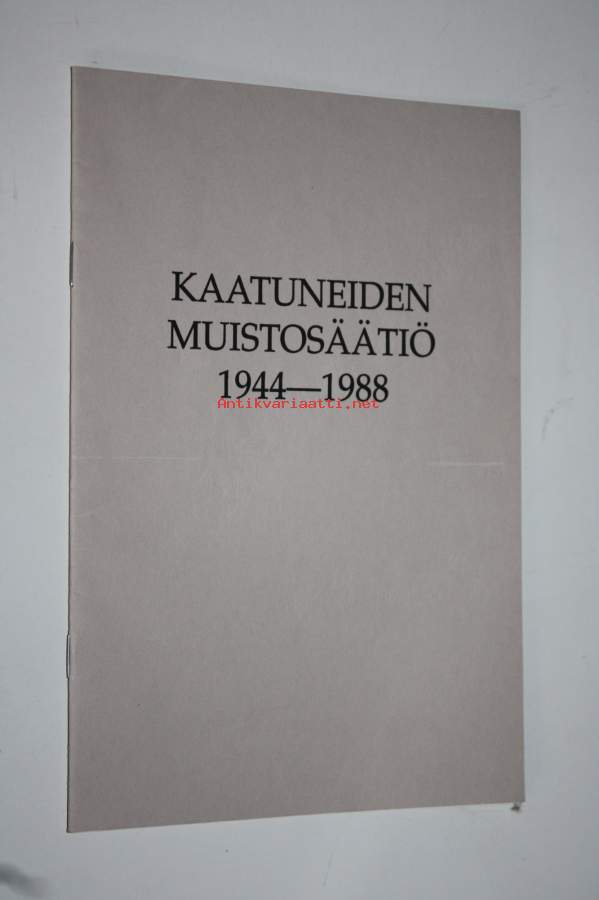 KAATUNEIDEN
MUISTOSÄÄTIÖ
1944—1988
Antikvariaatti.net